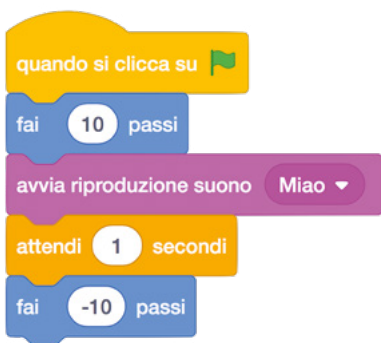 quando si clicca su
fai 10 passi
avvia riproduzione suono Miao
attendi 1 secondi
fai -10 passi